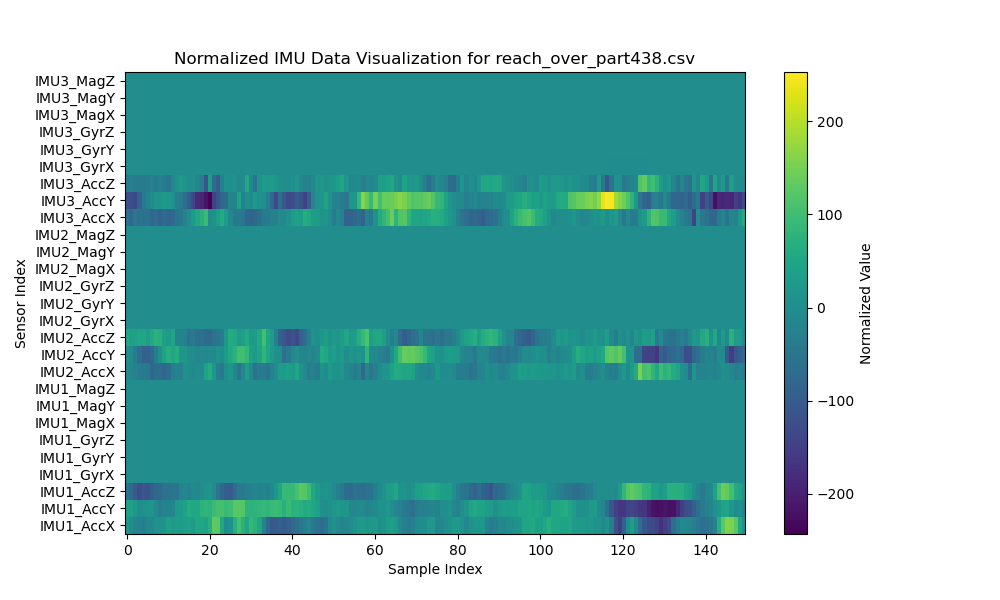 Normalized IMU Data Visualization for reach_over_part438.csv
IMU3_MagZ
IMU3_MagY
IMU3_MagX
IMU3_GyrZ
IMU3_GyrY
IMU3_GyrX
IMU3_AccZ
IMU3_AccY
IMU3_AccX
IMU2_MagZ
IMU2_MagY
IMU2_MagX
IMU2_GyrZ
IMU2_GyrY
IMU2_GyrX
IMU2_AccZ
IMU2_AccY
IMU2_AccX
IMU1_MagZ
IMU1_MagY
IMU1_MagX
IMU1_GyrZ
IMU1_GyrY
IMU1_GyrX
IMU1_AccZ
IMU1_AccY
IMU1_AccX
Sensor Index
0 20 40 60 80 100 120 140
Sample Index
200
100
0
−100
−200
Normalized Value